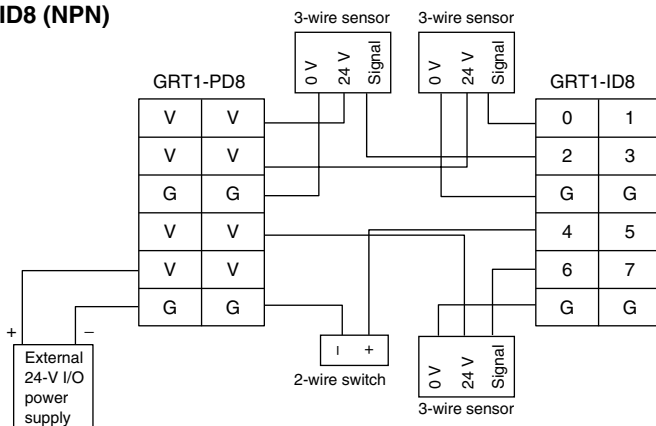 ID8 (NPN)
3-wire sensor
3-wire sensor
0 V
24 V
Signal
0 V
24 V
Signal
GRT1-PD8
GRT1-ID8
V V
V V
G G
V V
V V
G G
0 1
2 3
G G
4 5
6 7
G G
+ −
External
24-V I/O
power
supply
− +
2-wire switch
0 V
24 V
Signal
3-wire sensor